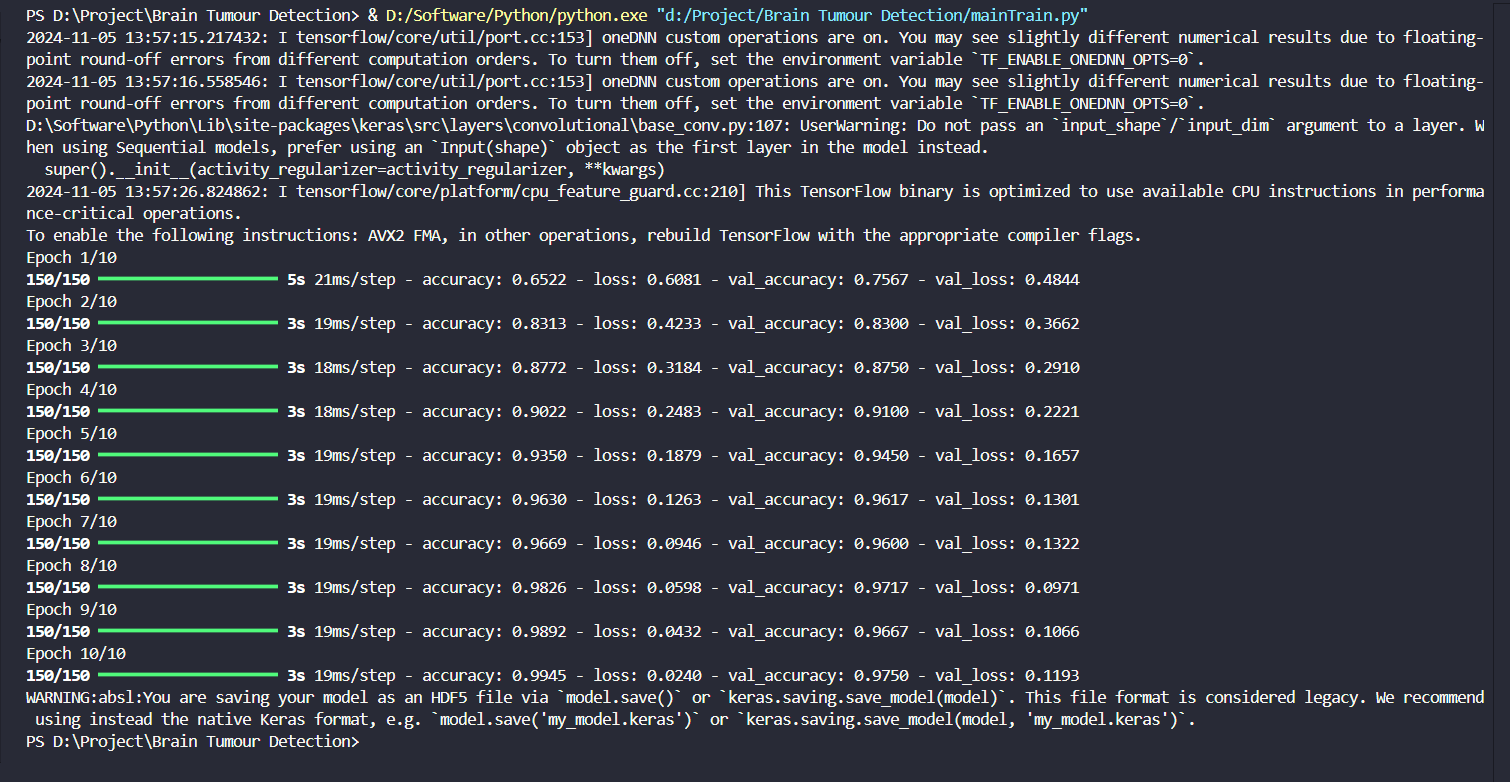 PS D:\Project\Brain Tumour Detection> & D:/Software/Python/python.exe "d:/Project/Brain Tumour Detection/mainTrain.py"
2024-11-05 13:57:15.217432: I tensorflow/core/util/port.cc:153] oneDNN custom operations are on. You may see slightly different numerical results due to floating-
point round-off errors from different computation orders. To turn them off, set the environment variable `TF_ENABLE_ONEDNN_OPTS=0`.
2024-11-05 13:57:16.558546: I tensorflow/core/util/port.cc:153] oneDNN custom operations are on. You may see slightly different numerical results due to floating-
point round-off errors from different computation orders. To turn them off, set the environment variable `TF_ENABLE_ONEDNN_OPTS=0`.
D:\Software\Python\Lib\site-packages\keras\src\layers\convolutional\base_conv.py:107: UserWarning: Do not pass an `input_shape`/`input_dim` argument to a layer. W
hen using Sequential models, prefer using an `Input(shape)` object as the first layer in the model instead.
  super().__init__(activity_regularizer=activity_regularizer, **kwargs)
2024-11-05 13:57:26.824862: I tensorflow/core/platform/cpu_feature_guard.cc:210] This TensorFlow binary is optimized to use available CPU instructions in performa
nce-critical operations.
To enable the following instructions: AVX2 FMA, in other operations, rebuild TensorFlow with the appropriate compiler flags.
Epoch 1/10
150/150 5s 21ms/step - accuracy: 0.6522 - loss: 0.6081 - val_accuracy: 0.7567 - val_loss: 0.4844
Epoch 2/10
150/150 3s 19ms/step - accuracy: 0.8313 - loss: 0.4233 - val_accuracy: 0.8300 - val_loss: 0.3662
Epoch 3/10
150/150 3s 18ms/step - accuracy: 0.8772 - loss: 0.3184 - val_accuracy: 0.8750 - val_loss: 0.2910
Epoch 4/10
150/150 3s 18ms/step - accuracy: 0.9022 - loss: 0.2483 - val_accuracy: 0.9100 - val_loss: 0.2221
Epoch 5/10
150/150 3s 19ms/step - accuracy: 0.9350 - loss: 0.1879 - val_accuracy: 0.9450 - val_loss: 0.1657
Epoch 6/10
150/150 3s 19ms/step - accuracy: 0.9630 - loss: 0.1263 - val_accuracy: 0.9617 - val_loss: 0.1301
Epoch 7/10
150/150 3s 19ms/step - accuracy: 0.9669 - loss: 0.0946 - val_accuracy: 0.9600 - val_loss: 0.1322
Epoch 8/10
150/150 3s 19ms/step - accuracy: 0.9826 - loss: 0.0598 - val_accuracy: 0.9717 - val_loss: 0.0971
Epoch 9/10
150/150 3s 19ms/step - accuracy: 0.9892 - loss: 0.0432 - val_accuracy: 0.9667 - val_loss: 0.1066
Epoch 10/10
150/150 3s 19ms/step - accuracy: 0.9945 - loss: 0.0240 - val_accuracy: 0.9750 - val_loss: 0.1193
WARNING:absl:You are saving your model as an HDF5 file via `model.save()` or `keras.saving.save_model(model)`. This file format is considered legacy. We recommend
 using instead the native Keras format, e.g. `model.save('my_model.keras')` or `keras.saving.save_model(model, 'my_model.keras')`.
PS D:\Project\Brain Tumour Detection>